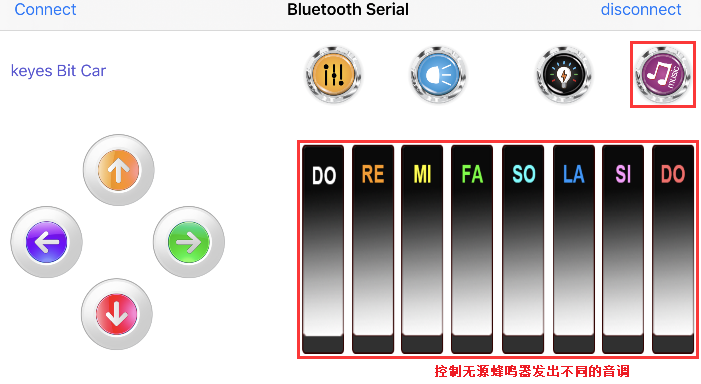 Connect Bluetooth Serial disconnect
keyes Bit Car
music
DO RE MI FA SO LA SI DO
控制无源蜂鸣器发出不同的音调